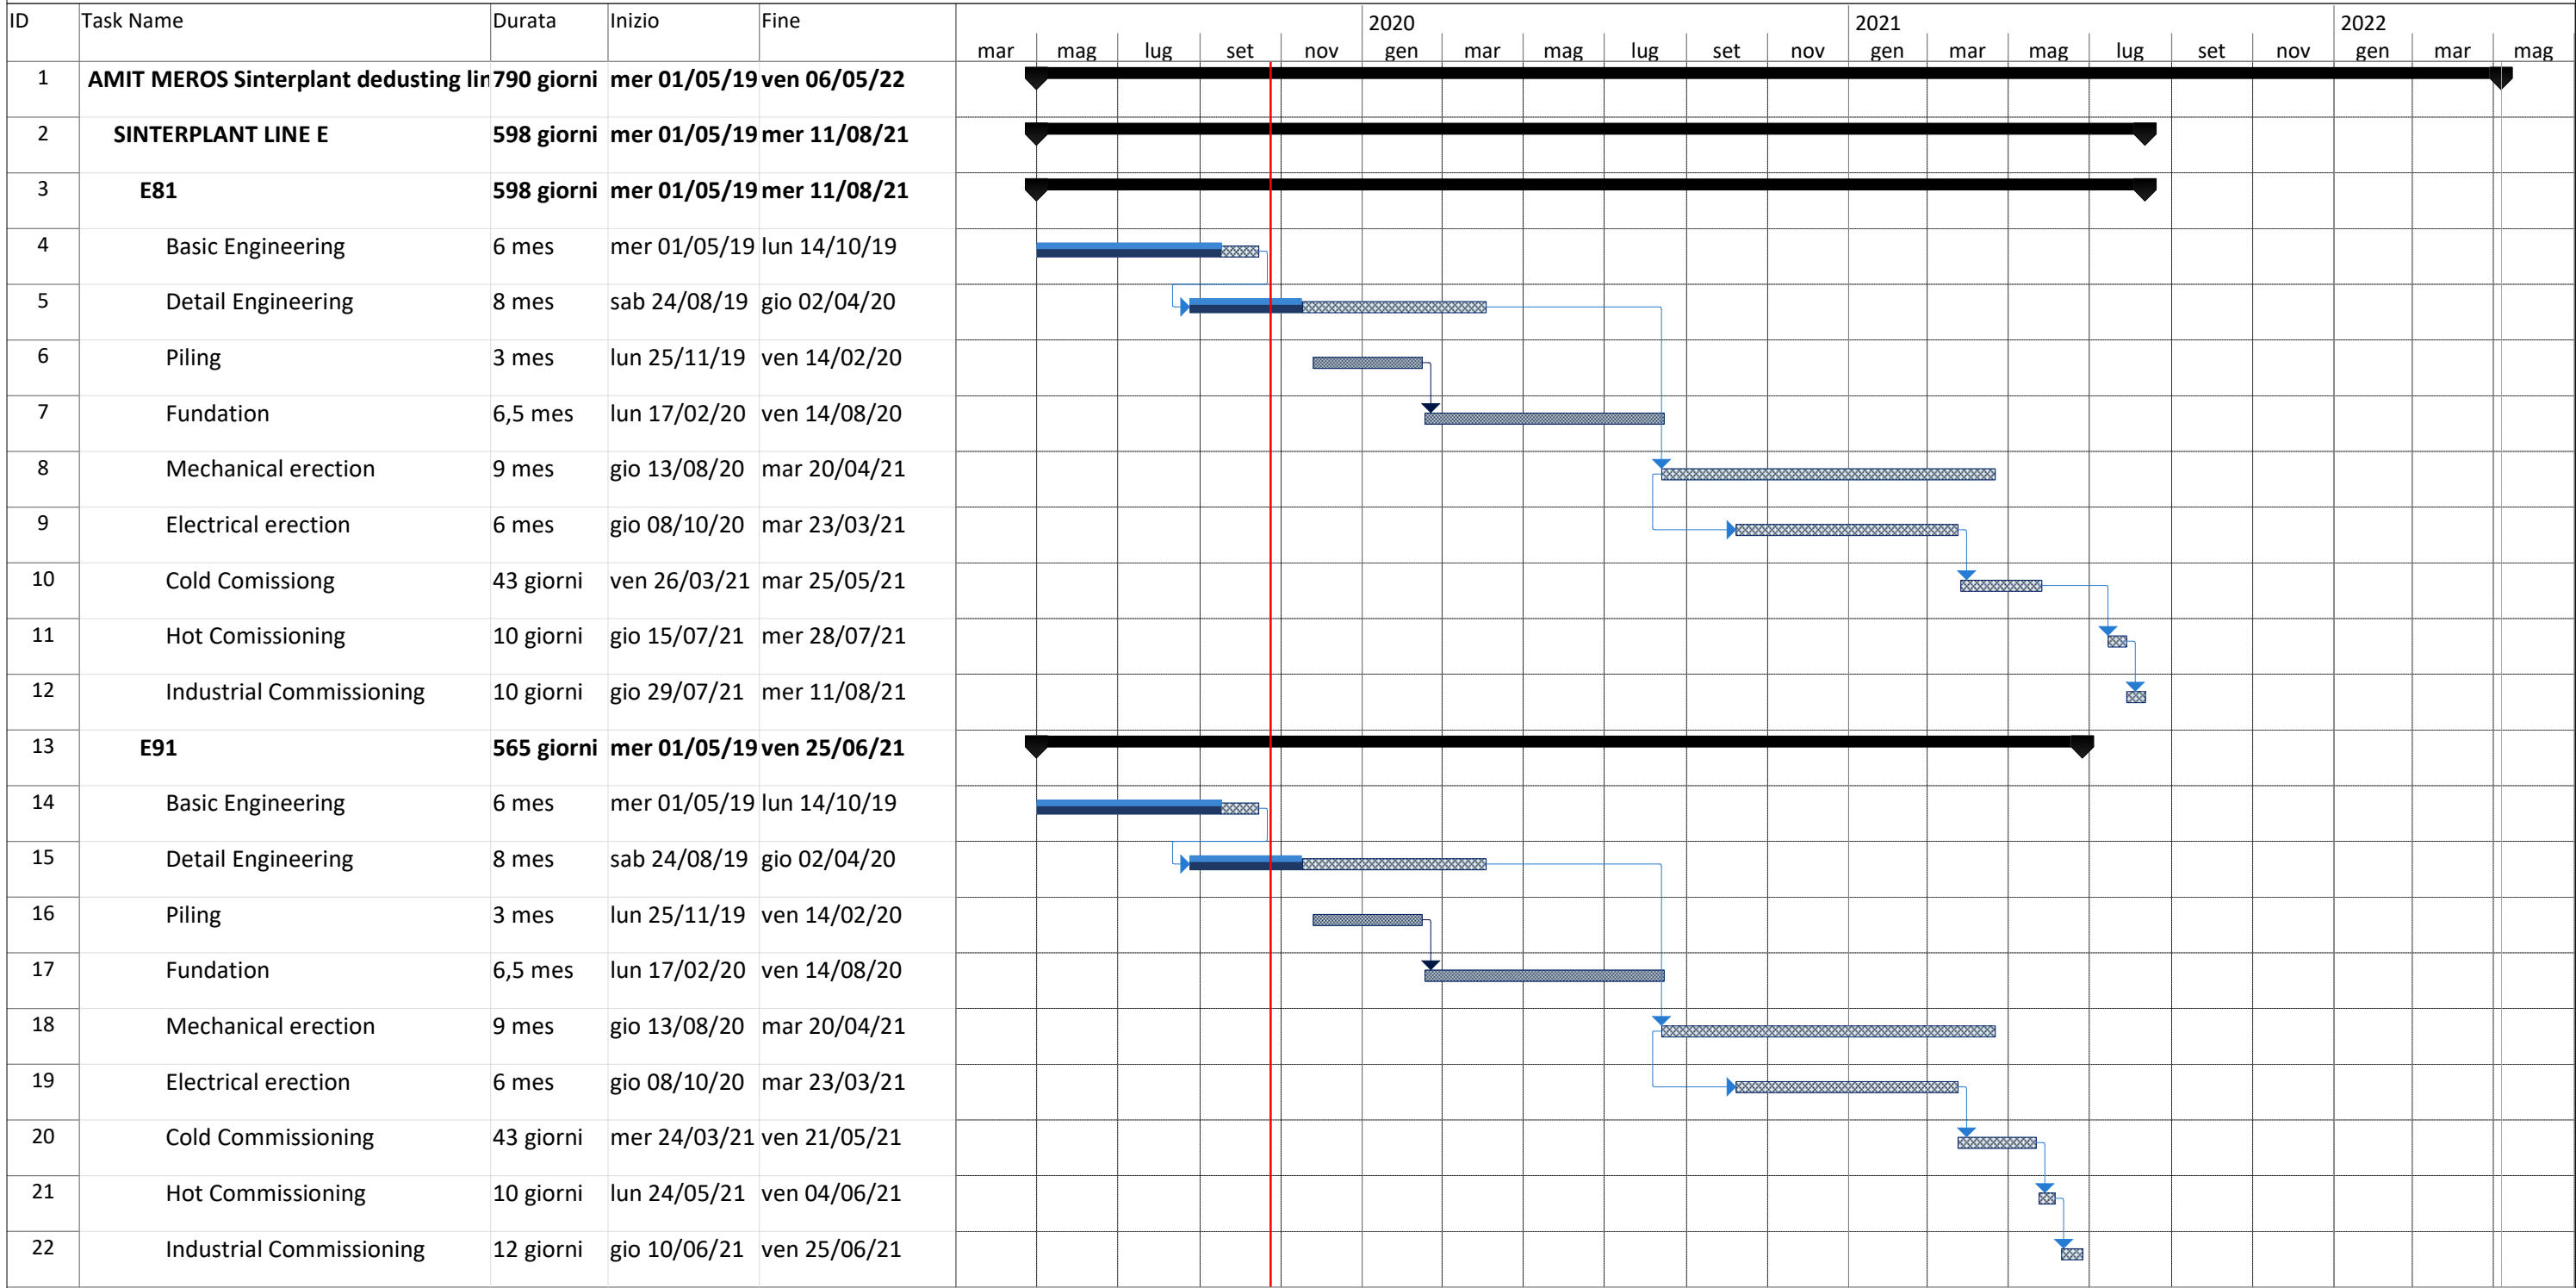 ID Task Name Durata Inizio Fine 2020 2021 2022
mar mag lug set nov gen mar mag lug set nov gen mar mag lug set nov gen mar mag
1 AMIT MEROS Sinterplant dedusting lin 790 giorni mer 01/05/19 ven 06/05/22
2 SINTERPLANT LINE E 598 giorni mer 01/05/19 mer 11/08/21
3 E81 598 giorni mer 01/05/19 mer 11/08/21
4 Basic Engineering 6 mes mer 01/05/19 lun 14/10/19
5 Detail Engineering 8 mes sab 24/08/19 gio 02/04/20
6 Piling 3 mes lun 25/11/19 ven 14/02/20
7 Fundation 6,5 mes lun 17/02/20 ven 14/08/20
8 Mechanical erection 9 mes gio 13/08/20 mar 20/04/21
9 Electrical erection 6 mes gio 08/10/20 mar 23/03/21
10 Cold Comissiong 43 giorni ven 26/03/21 mar 25/05/21
11 Hot Comissioning 10 giorni gio 15/07/21 mer 28/07/21
12 Industrial Commissioning 10 giorni gio 29/07/21 mer 11/08/21
13 E91 565 giorni mer 01/05/19 ven 25/06/21
14 Basic Engineering 6 mes mer 01/05/19 lun 14/10/19
15 Detail Engineering 8 mes sab 24/08/19 gio 02/04/20
16 Piling 3 mes lun 25/11/19 ven 14/02/20
17 Fundation 6,5 mes lun 17/02/20 ven 14/08/20
18 Mechanical erection 9 mes gio 13/08/20 mar 20/04/21
19 Electrical erection 6 mes gio 08/10/20 mar 23/03/21
20 Cold Commissioning 43 giorni mer 24/03/21 ven 21/05/21
21 Hot Commissioning 10 giorni lun 24/05/21 ven 04/06/21
22 Industrial Commissioning 12 giorni gio 10/06/21 ven 25/06/21